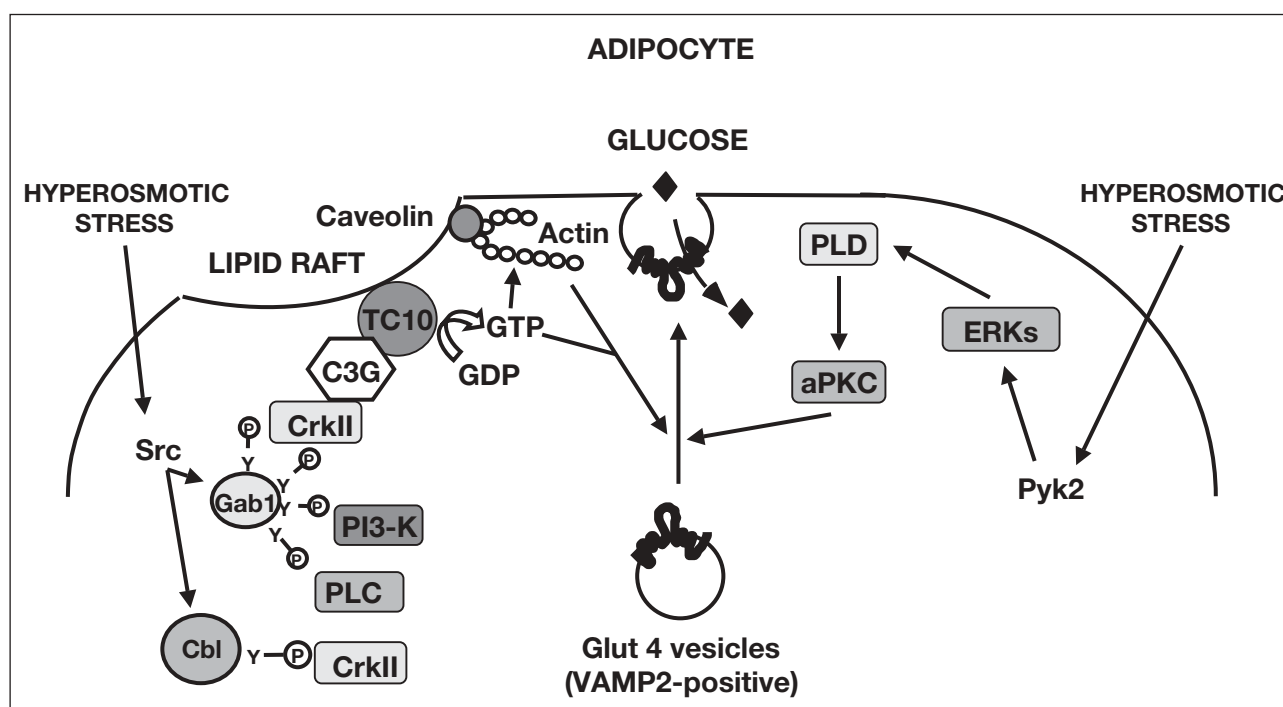 ADIPOCYTE
GLUCOSE
HYPEROSMOTIC
STRESS
HYPEROSMOTIC
STRESS
Caveolin
Actin
PLD
LIPID RAFT
TC10
GTP
ERKs
C3G
GDP
aPKC
CrkII
P
Src
Y
P
Y
Gab1
Y
P
Pyk2
PI3-K
Y
P
PLC
Cbl
Y
P
CrkII
Glut 4 vesicles
(VAMP2-positive)